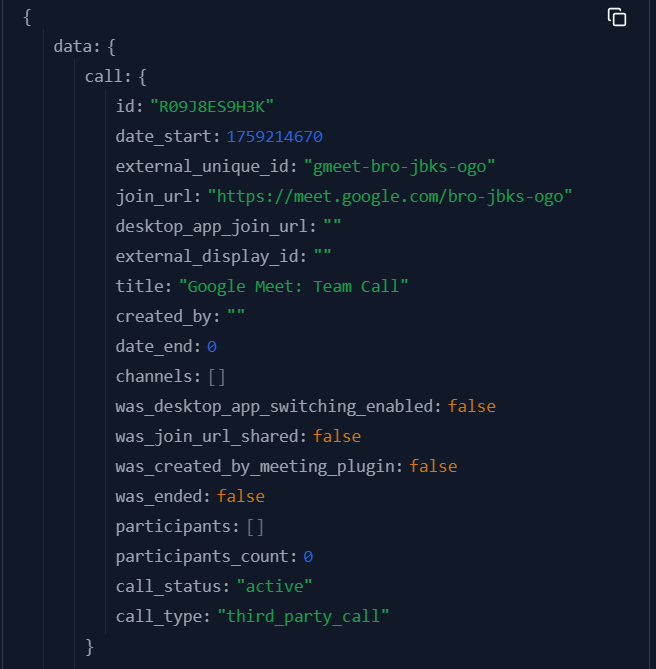 {
data: {
call: {
id: "R09J8ES9H3K"
date_start: 1759214670
external_unique_id: "gmeet-bro-jbks-ogo"
join_url: "https://meet.google.com/bro-jbks-ogo"
desktop_app_join_url: ""
external_display_id: ""
title: "Google Meet: Team Call"
created_by: ""
date_end: 0
channels: []
was_desktop_app_switching_enabled: false
was_join_url_shared: false
was_created_by_meeting_plugin: false
was_ended: false
participants: []
participants_count: 0
call_status: "active"
call_type: "third_party_call"
}